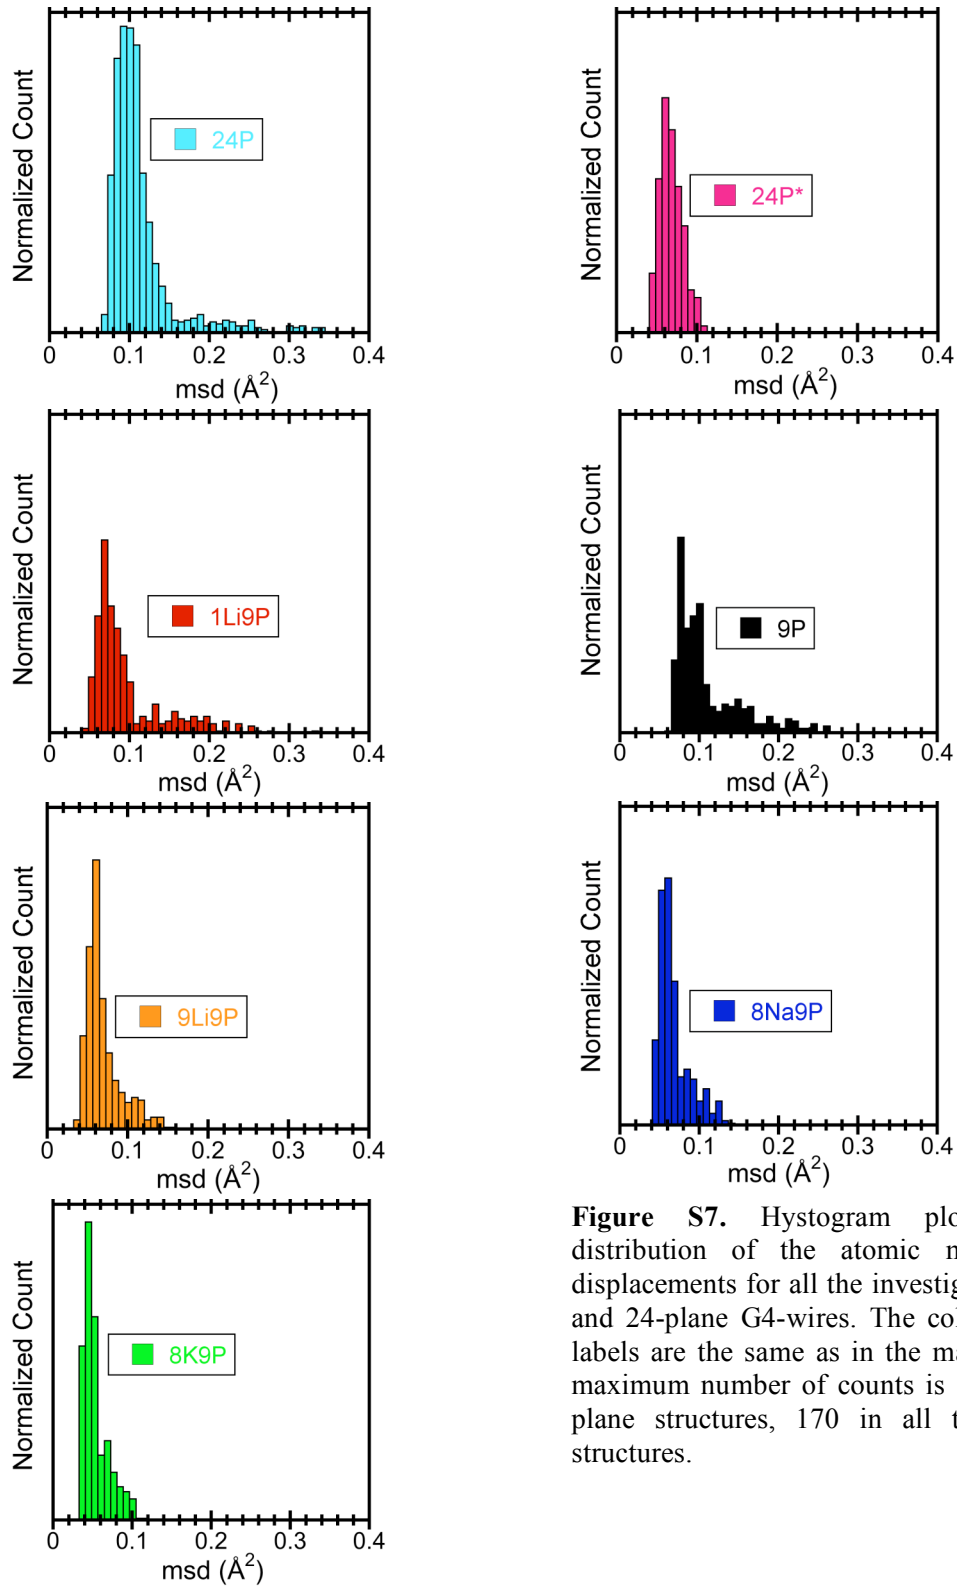 Normalized Count
24P
0 0.1 0.2 0.3 0.4
msd (Å²)
Normalized Count
24P*
0 0.1 0.2 0.3 0.4
msd (Å²)
Normalized Count
1Li9P
0 0.1 0.2 0.3 0.4
msd (Å²)
Normalized Count
9P
0 0.1 0.2 0.3 0.4
msd (Å²)
Normalized Count
9Li9P
0 0.1 0.2 0.3 0.4
msd (Å²)
Normalized Count
8Na9P
0 0.1 0.2 0.3 0.4
msd (Å²)
Normalized Count
8K9P
0 0.1 0.2 0.3 0.4
msd (Å²)
Figure S7. Hystogram plo
distribution of the atomic m
displacements for all the investig
and 24-plane G4-wires. The col
labels are the same as in the ma
maximum number of counts is
plane structures, 170 in all t
structures.